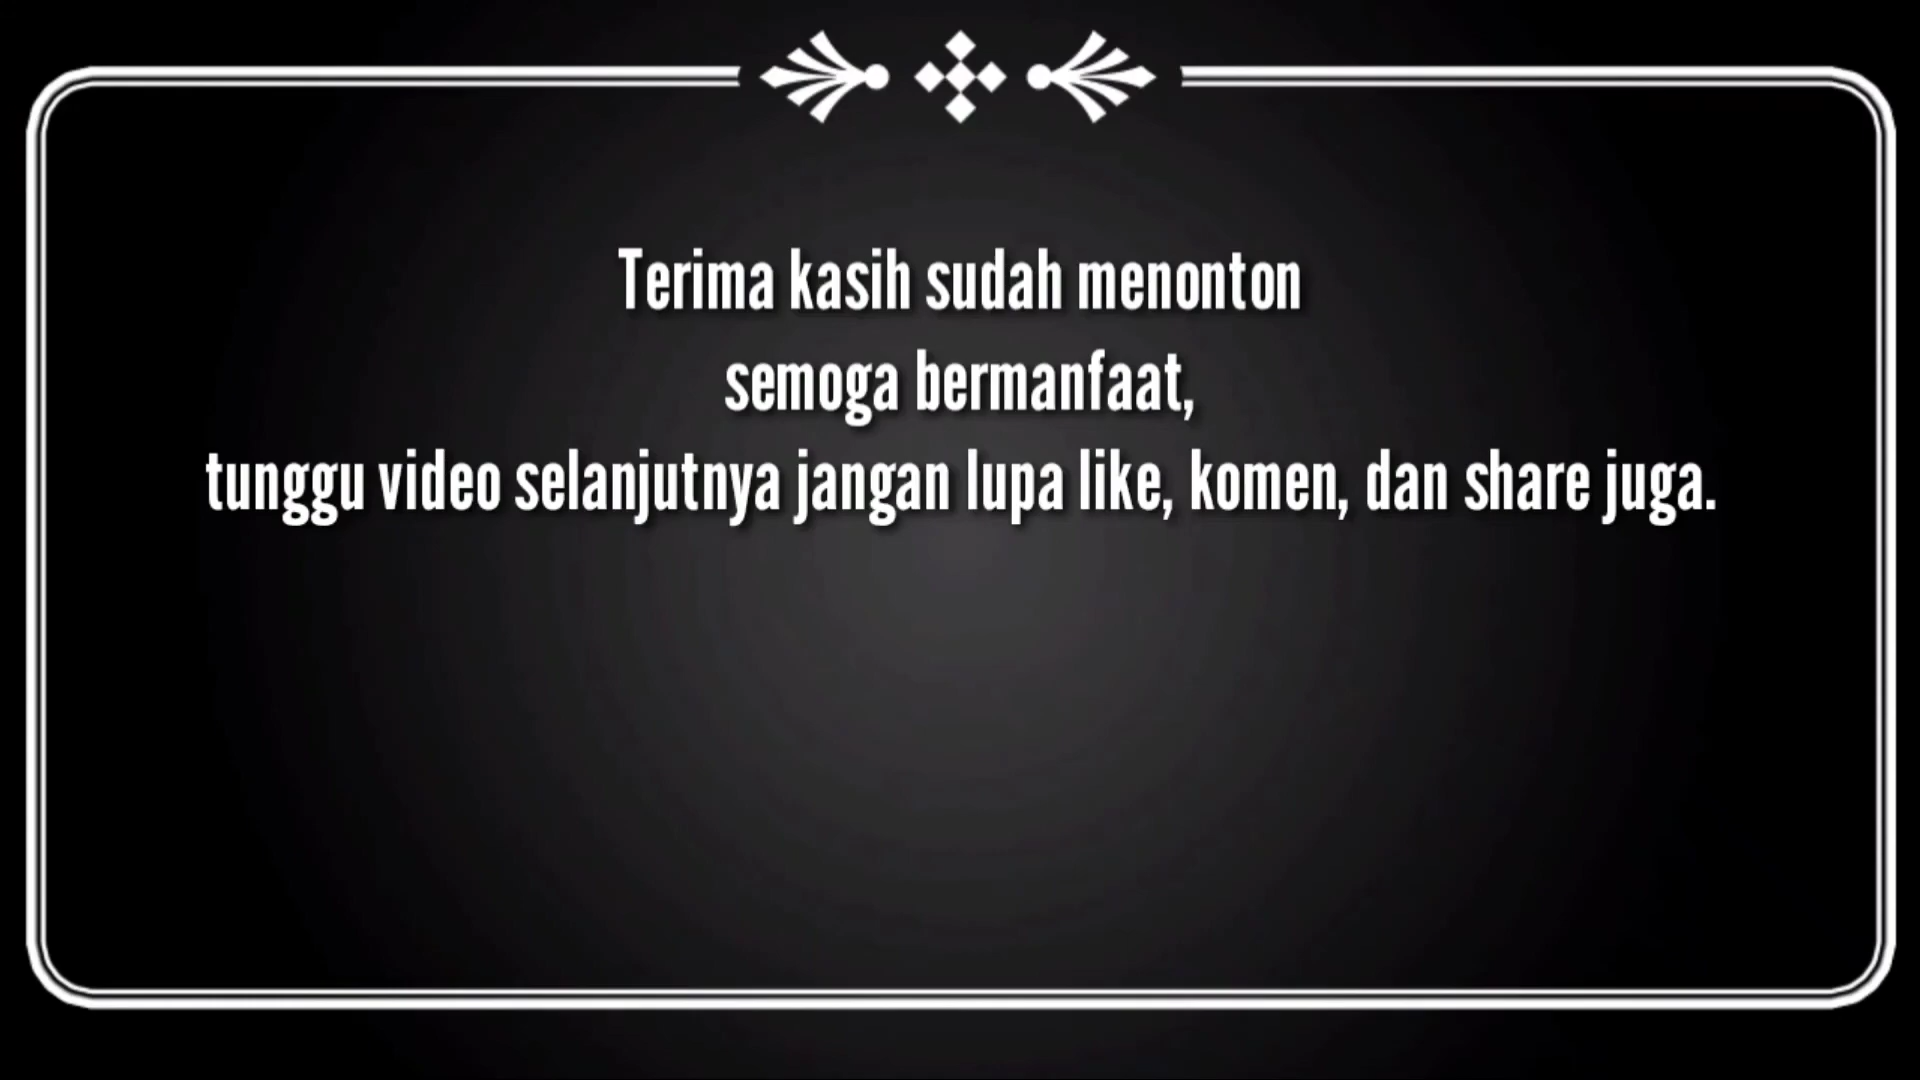 Terima kasih sudah menonton
semoga bermanfaat,
tunggu video selanjutnya jangan lupa like, komen, dan share juga.